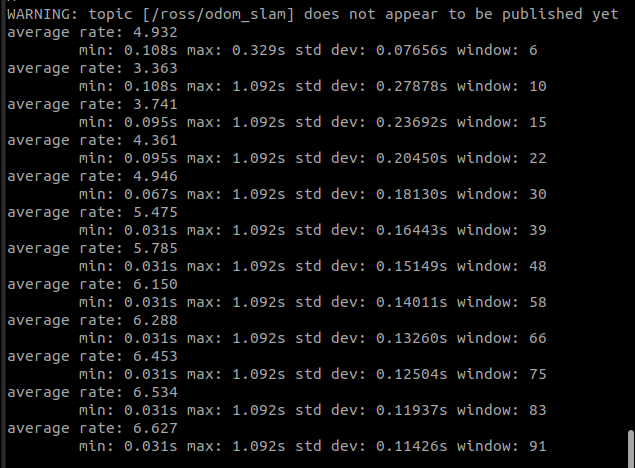 WARNING: topic [/ross/odom_slam] does not appear to be published yet
average rate: 4.932
min: 0.108s max: 0.329s std dev: 0.07656s window: 6
average rate: 3.363
min: 0.108s max: 1.092s std dev: 0.27878s window: 10
average rate: 3.741
min: 0.095s max: 1.092s std dev: 0.23692s window: 15
average rate: 4.361
min: 0.095s max: 1.092s std dev: 0.20450s window: 22
average rate: 4.946
min: 0.067s max: 1.092s std dev: 0.18130s window: 30
average rate: 5.475
min: 0.031s max: 1.092s std dev: 0.16443s window: 39
average rate: 5.785
min: 0.031s max: 1.092s std dev: 0.15149s window: 48
average rate: 6.150
min: 0.031s max: 1.092s std dev: 0.14011s window: 58
average rate: 6.288
min: 0.031s max: 1.092s std dev: 0.13260s window: 66
average rate: 6.453
min: 0.031s max: 1.092s std dev: 0.12504s window: 75
average rate: 6.534
min: 0.031s max: 1.092s std dev: 0.11937s window: 83
average rate: 6.627
min: 0.031s max: 1.092s std dev: 0.11426s window: 91